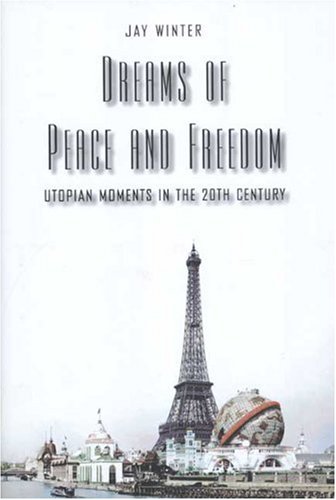 JAY WINTER
DREAMS OF
PEACE AND FREEDOM
UTOPIAN MOMENTS IN THE 20TH CENTURY